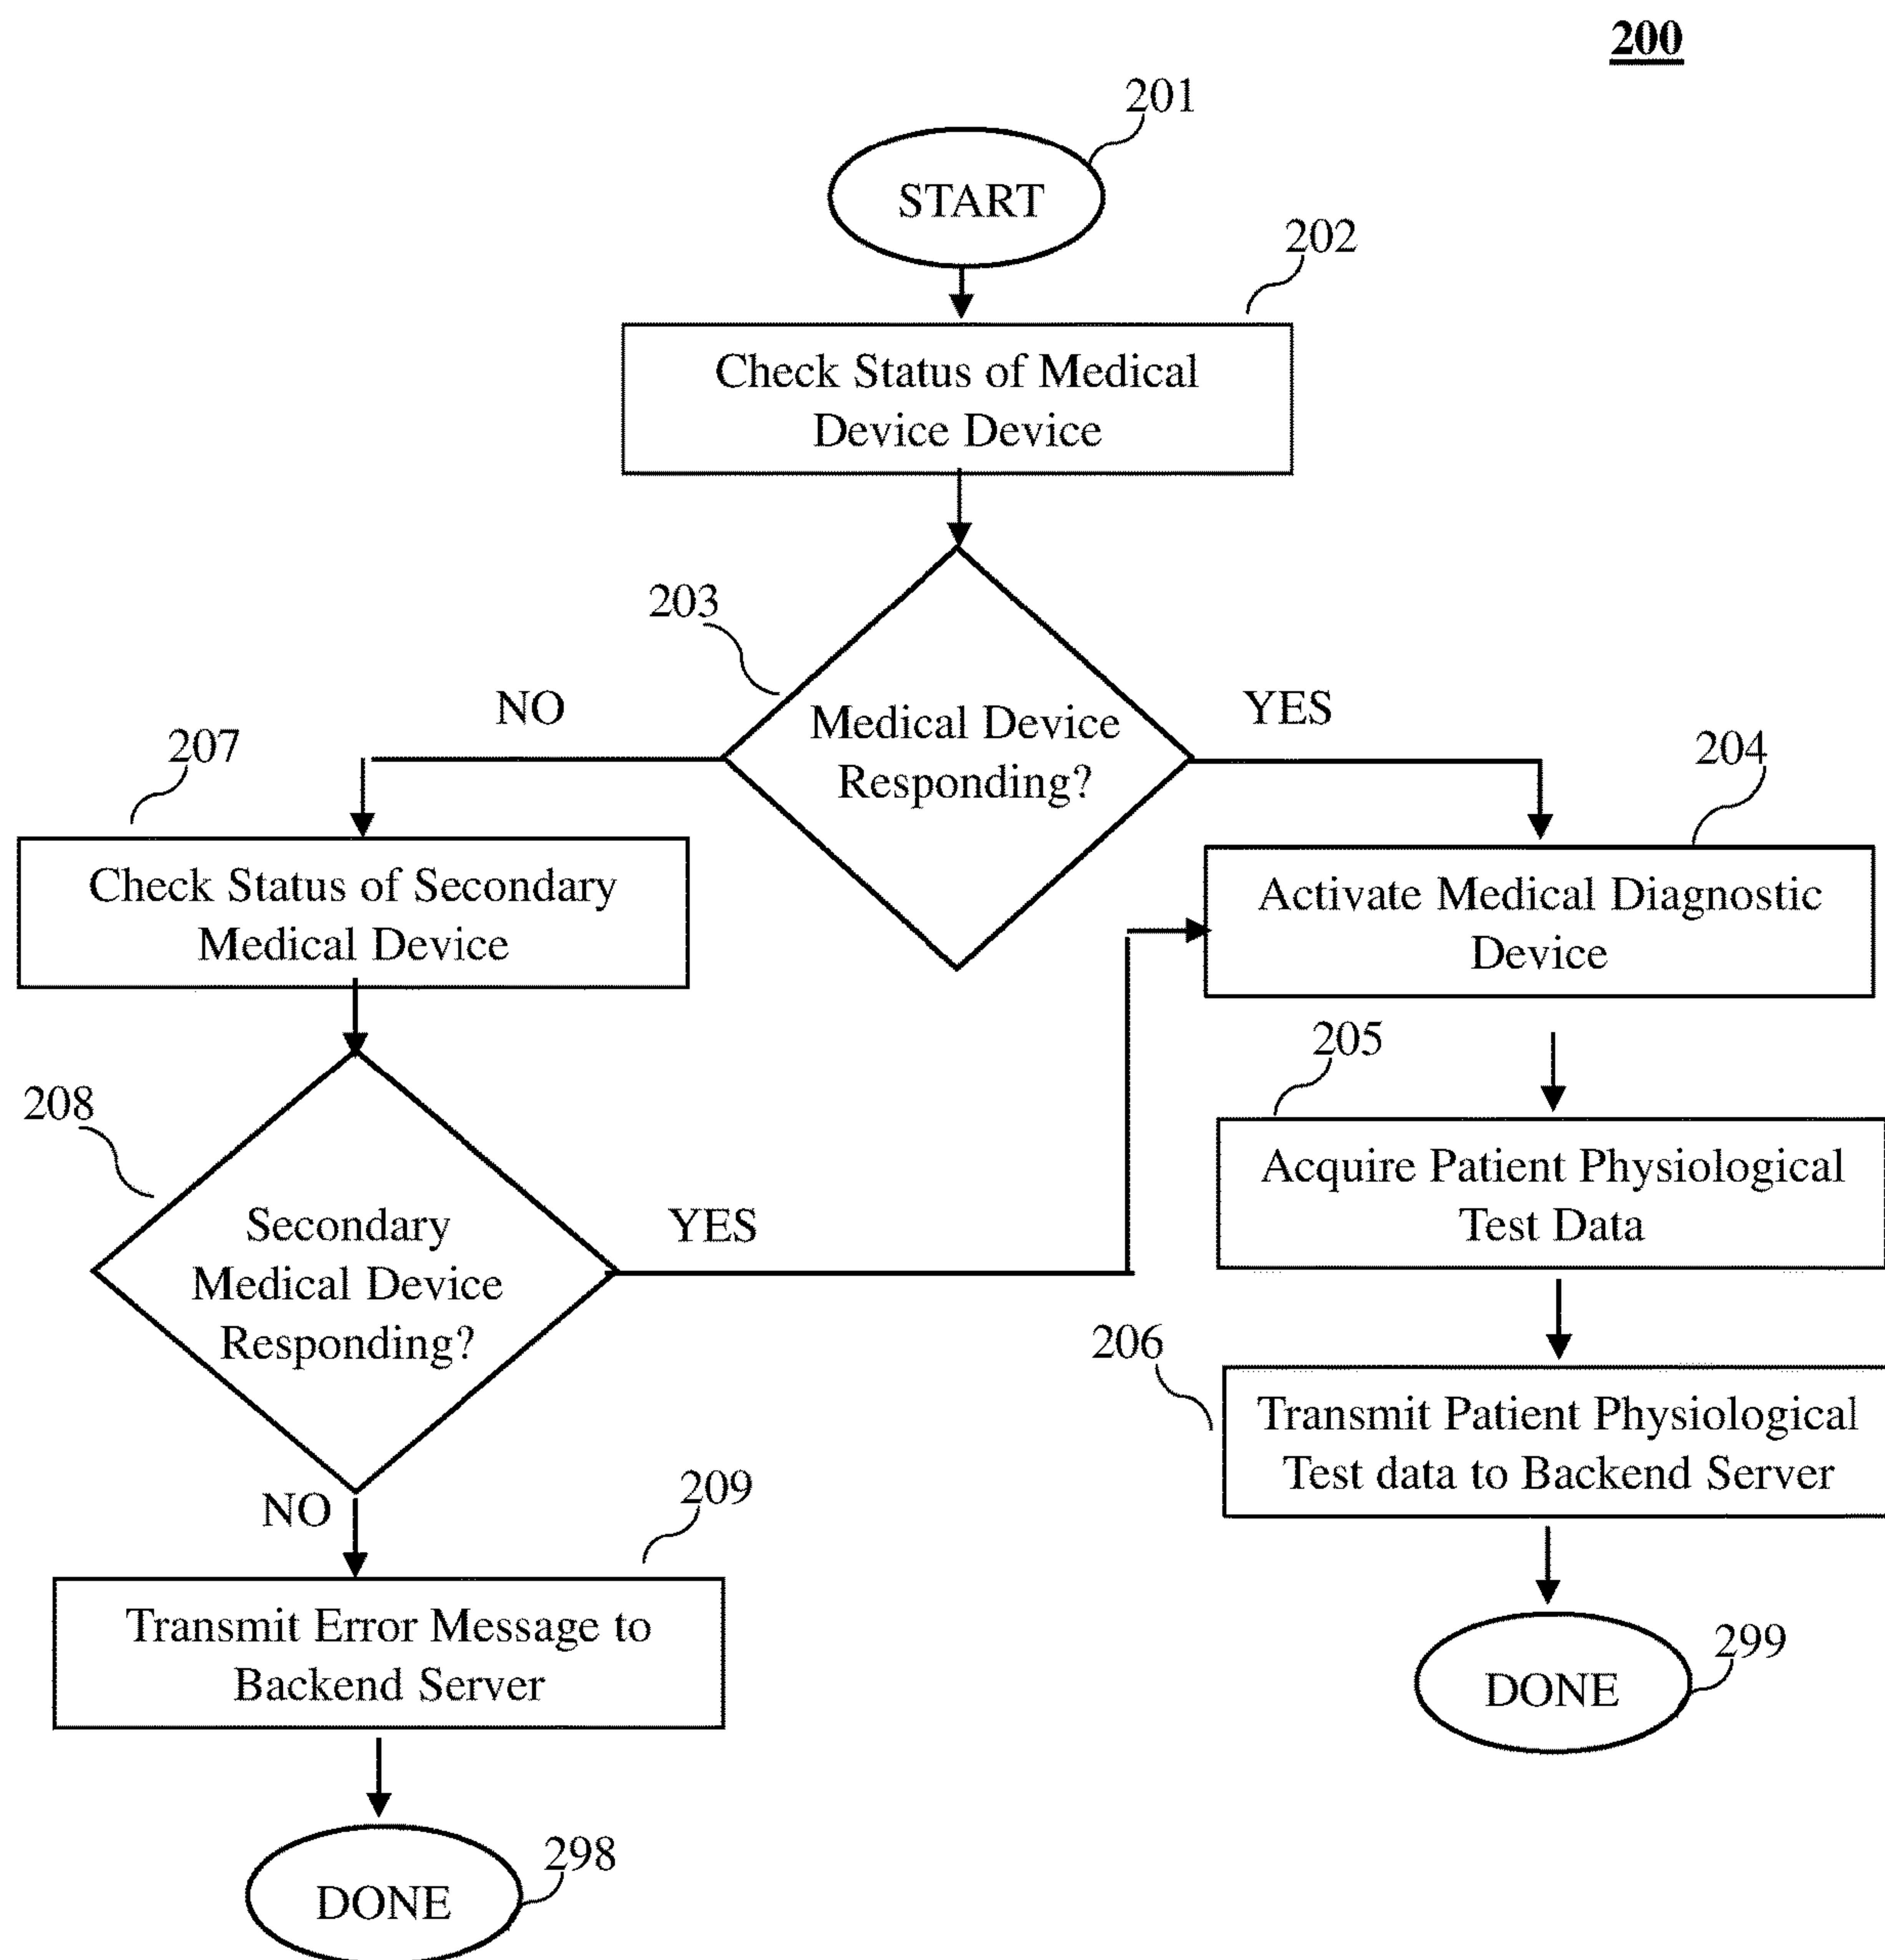 200
201
START
202
Check Status of Medical
Device Device
203
Medical Device
Responding?
NO
YES
207
Check Status of Secondary
Medical Device
204
Activate Medical Diagnostic
Device
208
Secondary
Medical Device
Responding?
YES
205
Acquire Patient Physiological
Test Data
206
Transmit Patient Physiological
Test data to Backend Server
NO
209
Transmit Error Message to
Backend Server
299
DONE
298
DONE